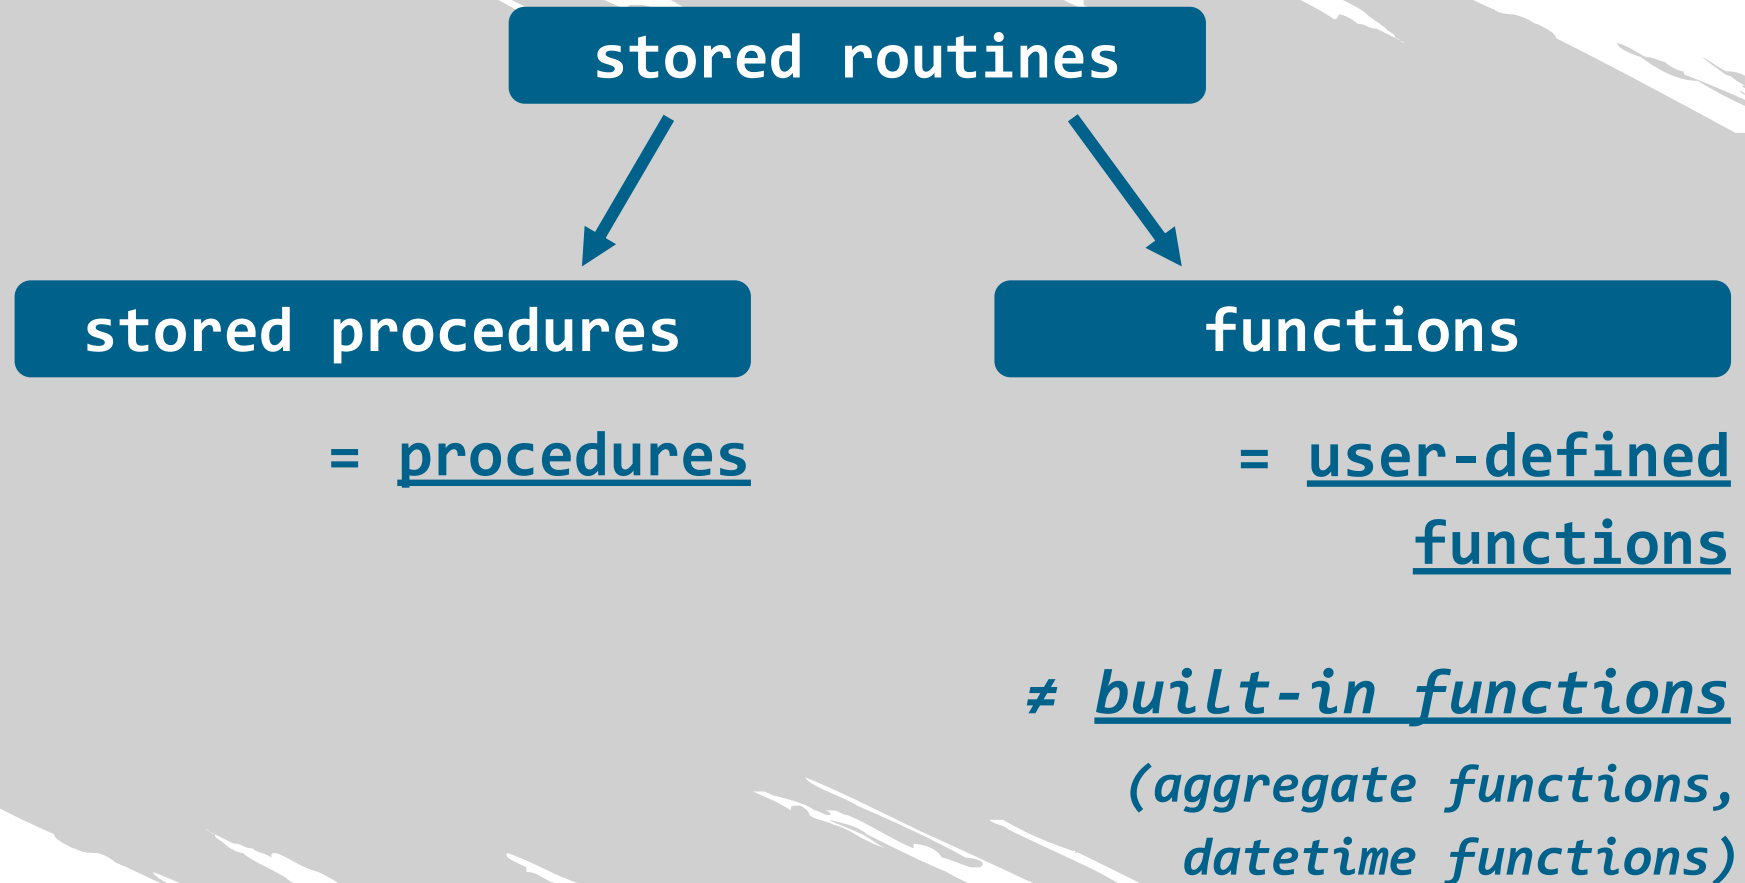 stored routines
stored procedures
functions
= procedures
= user-defined
functions
≠ built-in functions
(aggregate functions,
datetime functions)